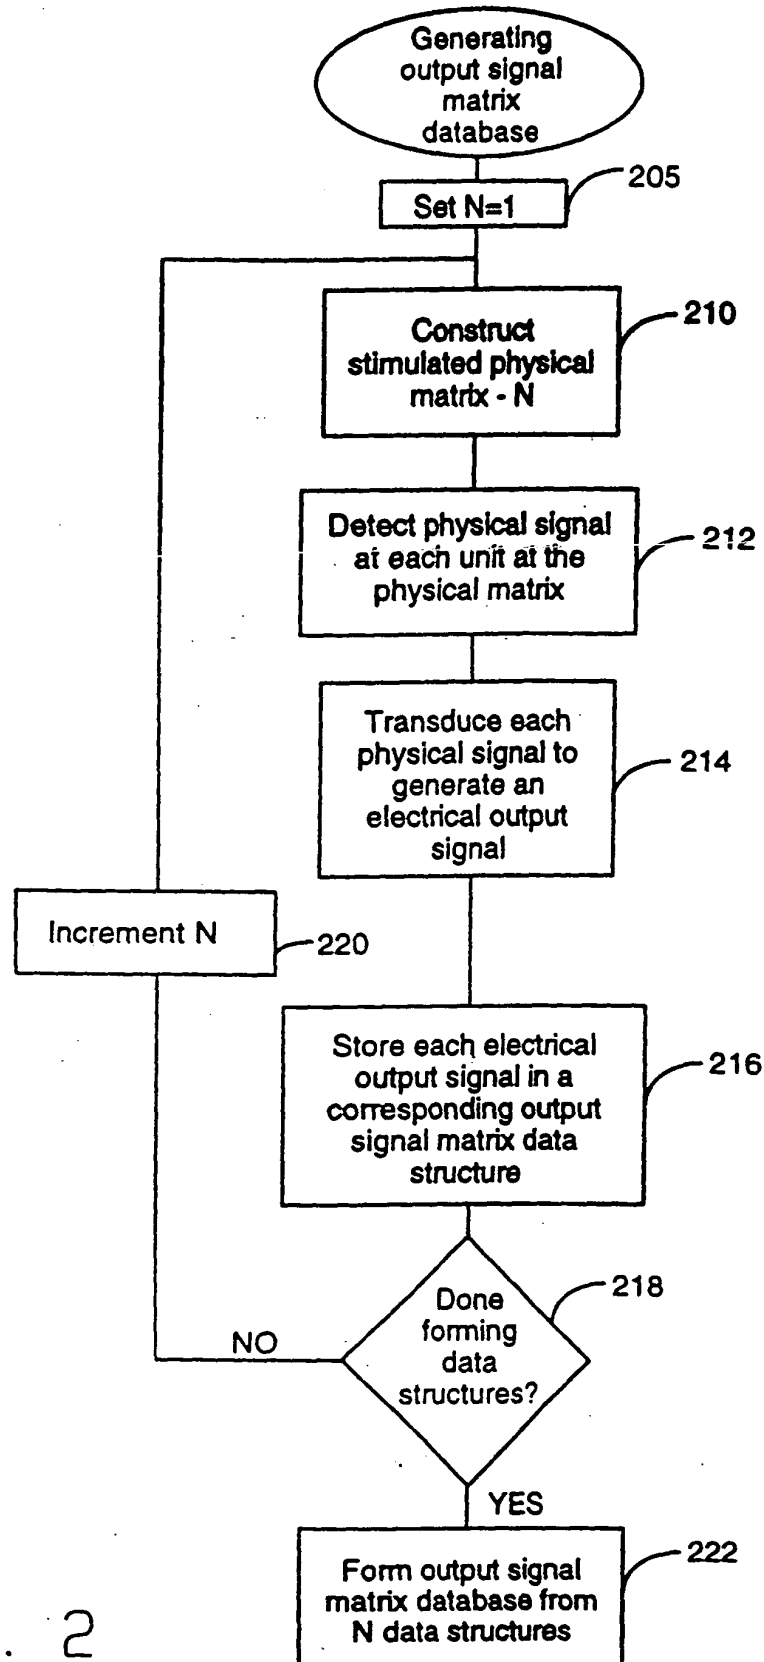 Generating
output signal
matrix
database
205
Set N=1
210
Construct
stimulated physical
matrix - N
Detect physical signal
at each unit at the
physical matrix
212
Transduce each
physical signal to
generate an
electrical output
signal
214
Increment N
220
Store each electrical
output signal in a
corresponding output
signal matrix data
structure
216
218
Done
forming
data
structures?
NO
YES
222
Form output signal
matrix database from
N data structures
. 2